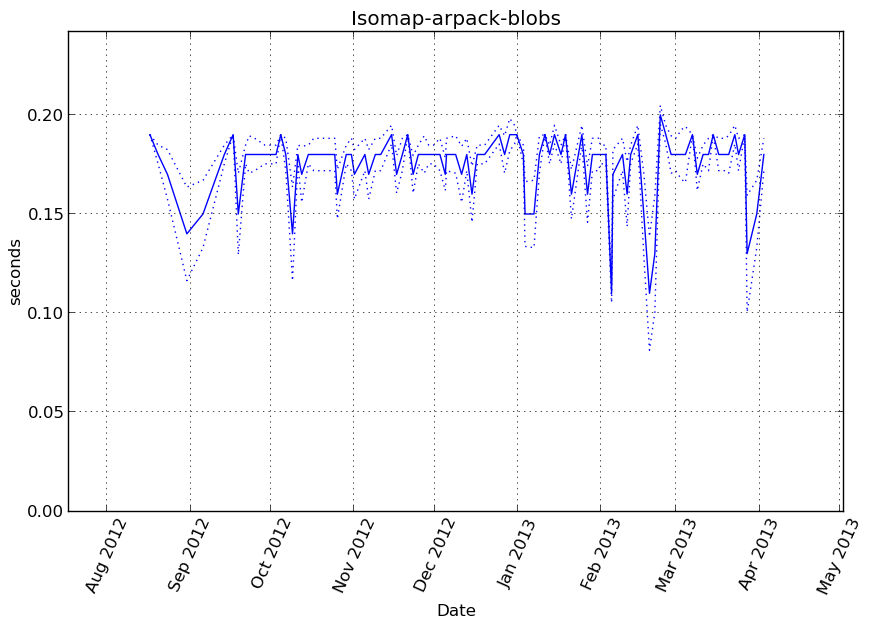 Isomap-arpack-blobs
0.20
0.15
0.10
0.05
0.00
seconds
Aug 2012
Sep 2012
Oct 2012
Nov 2012
Dec 2012
Jan 2013
Feb 2013
Mar 2013
Apr 2013
May 2013
Date